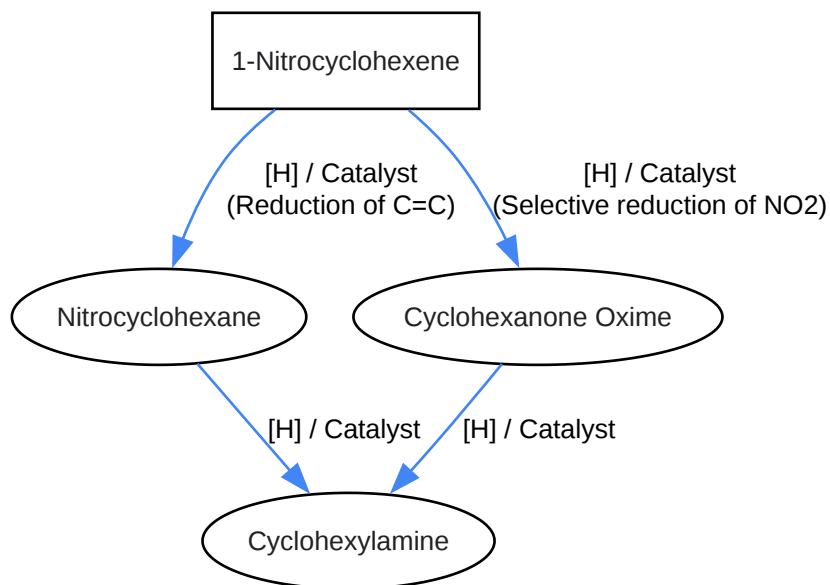 1-Nitrocyclohexene
[H] / Catalyst
(Reduction of C=C)
[H] / Catalyst
(Selective reduction of NO2)
Nitrocyclohexane
Cyclohexanone Oxime
[H] / Catalyst
[H] / Catalyst
Cyclohexylamine